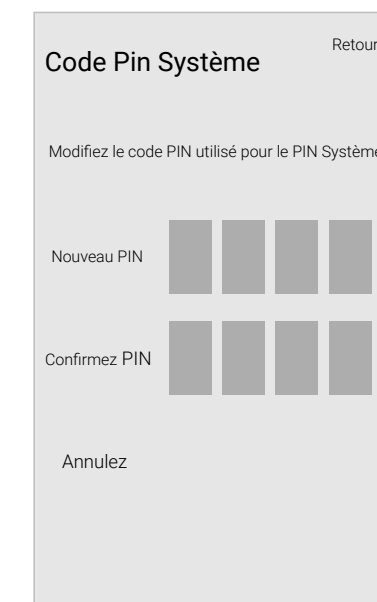 Code Pin Système
Retour
Modifiez le code PIN utilisé pour le PIN Système
Nouveau PIN
Confirmez PIN
Annulez